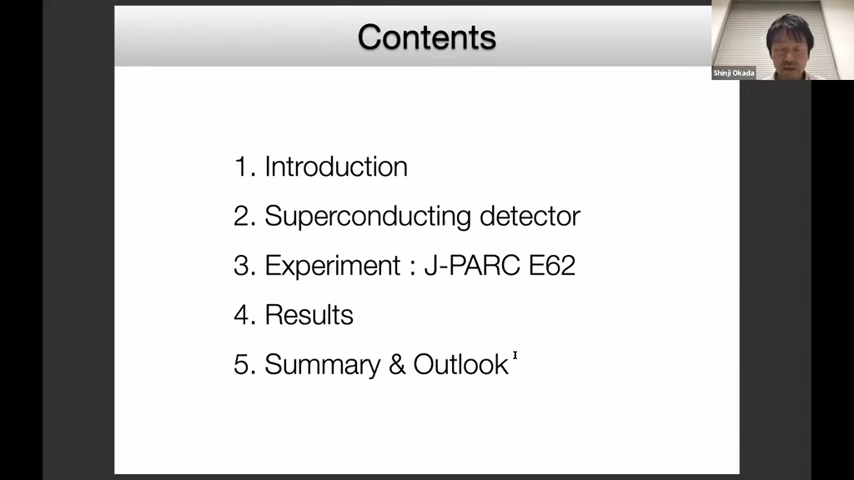 Contents
Shinji Okada
1. Introduction
2. Superconducting detector
3. Experiment : J-PARC E62
4. Results
5. Summary & Outlook